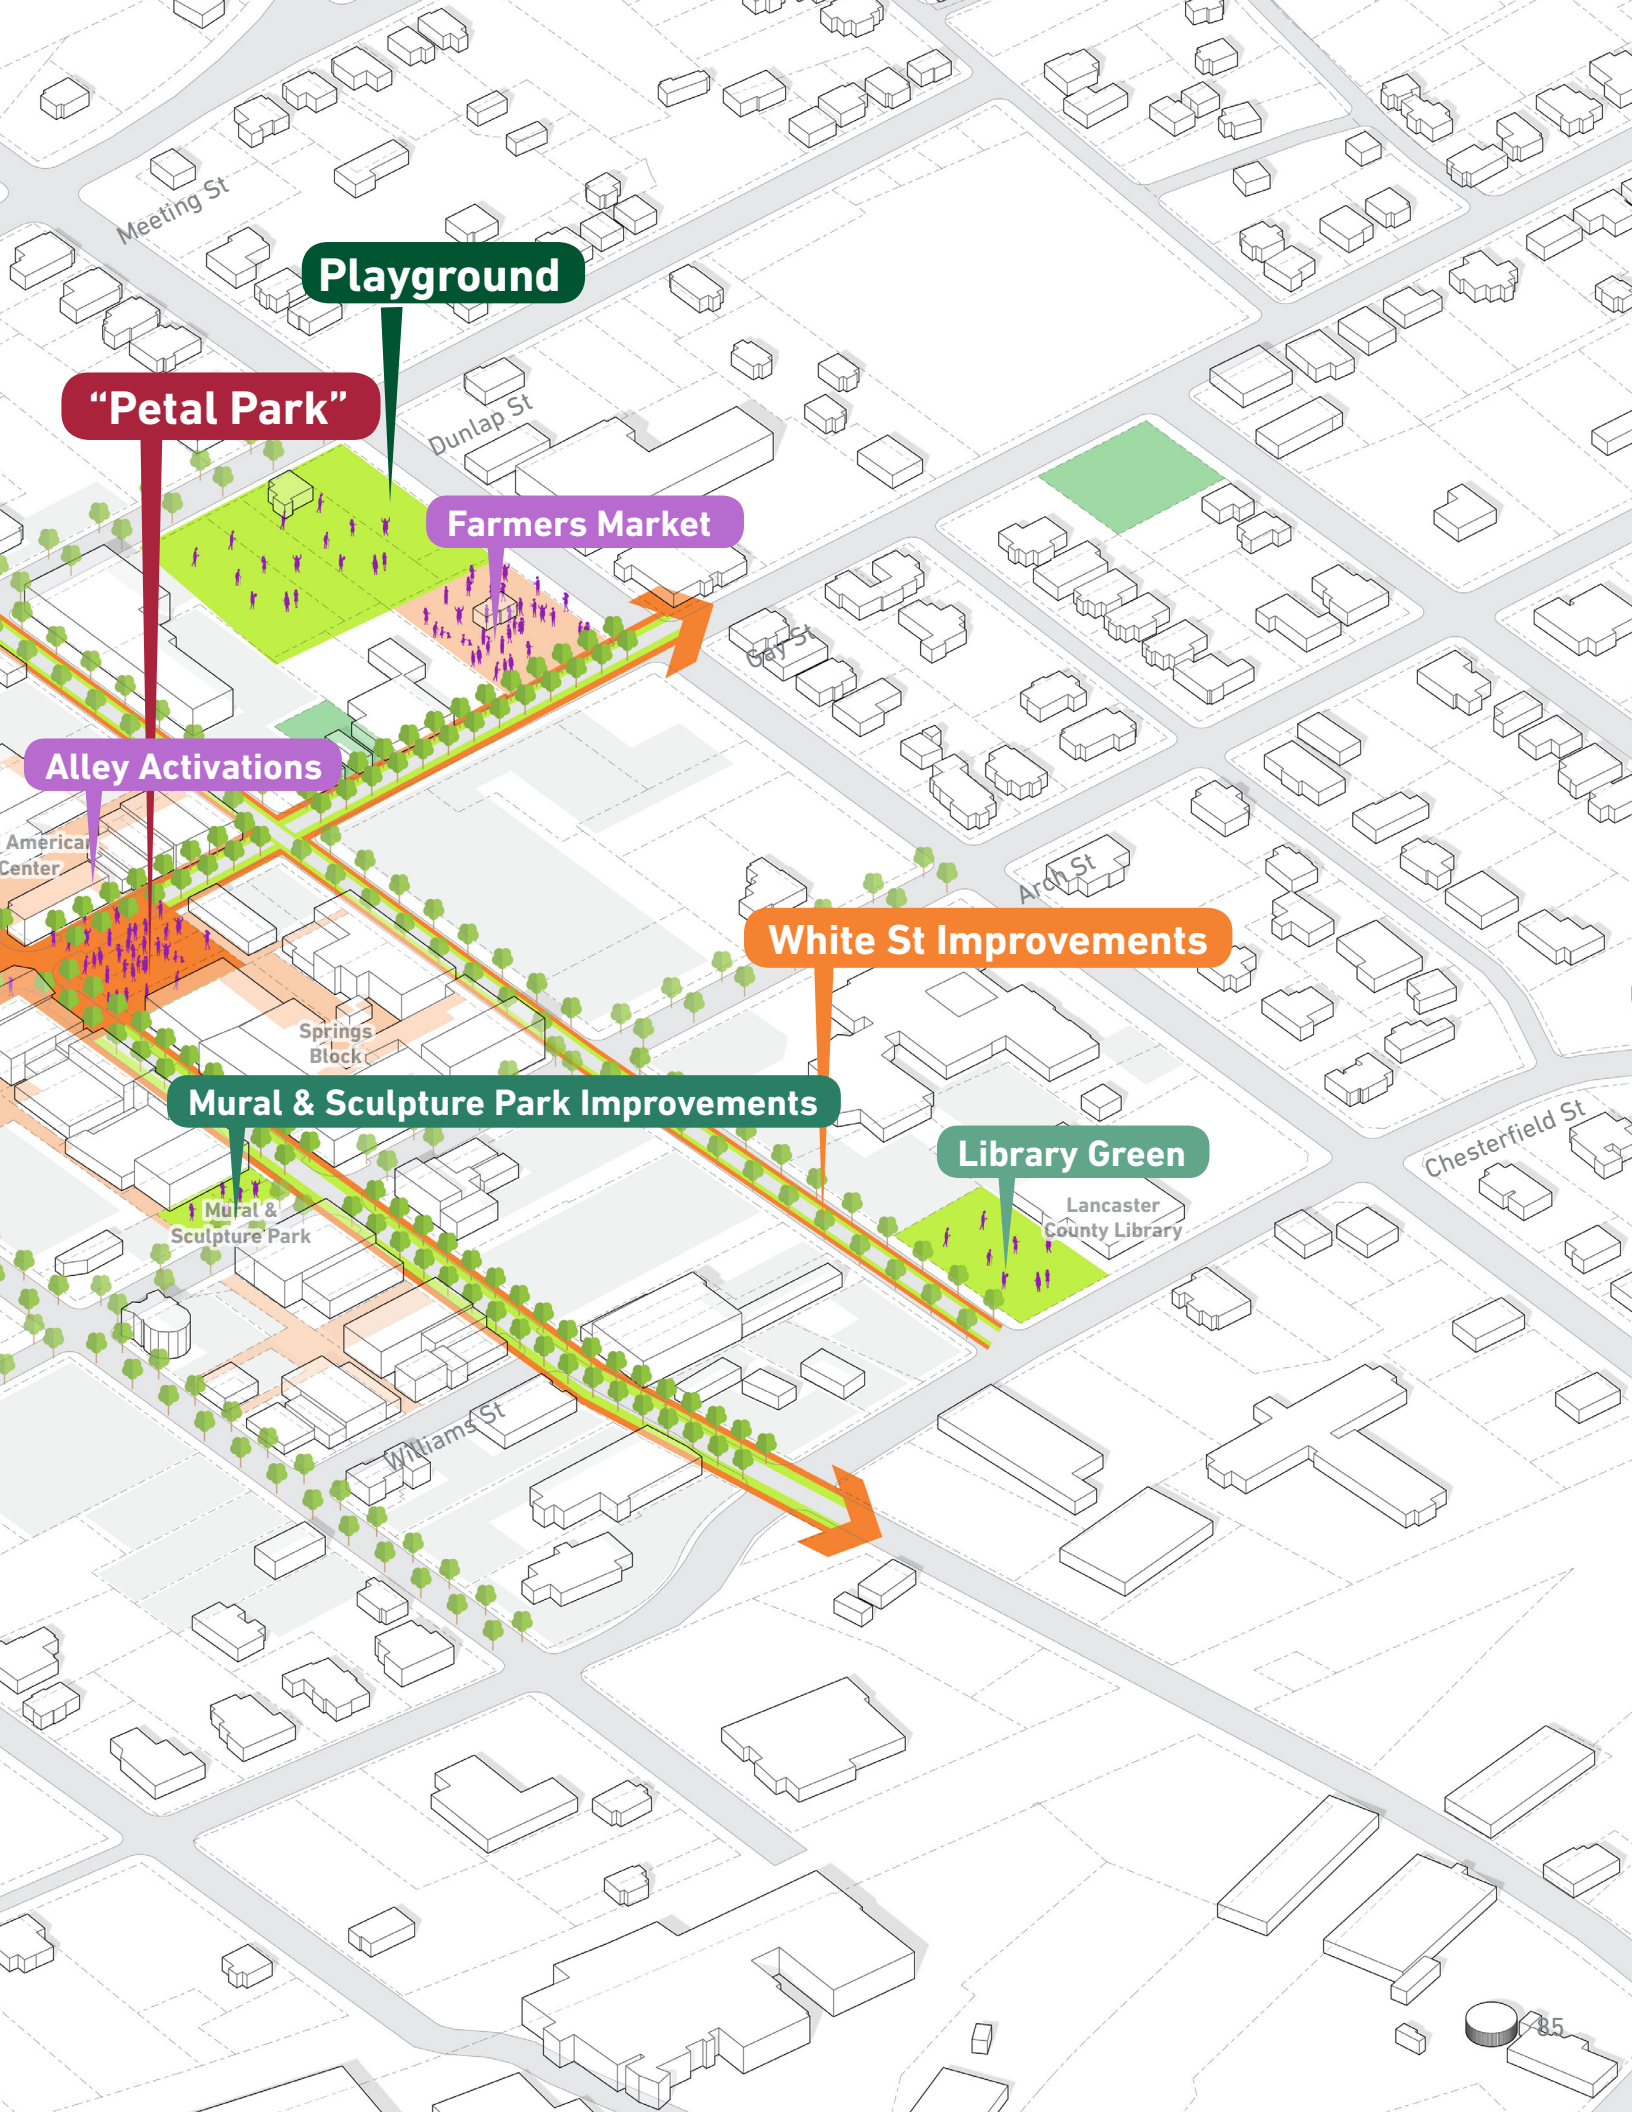 Meeting St
Playground
"Petal Park"
Dunlap St
Farmers Market
Gay St
Alley Activations
American
Center
Arch St
White St Improvements
Springs
Block
Mural & Sculpture Park Improvements
Chesterfield St
Library Green
Lancaster
County Library
Mural &
Sculpture Park
Williams St
85